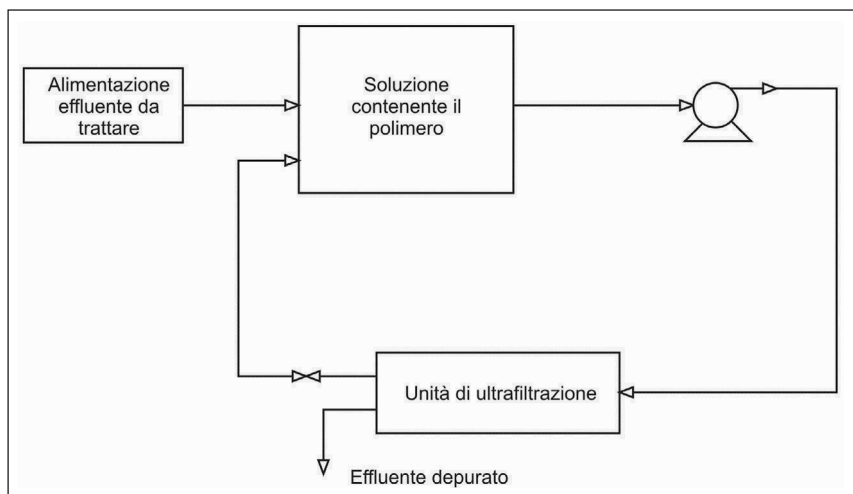 Alimentazione
effluente da
trattare
Soluzione
contenente il
polimero
Unità di ultrafiltrazione
Effluente depurato